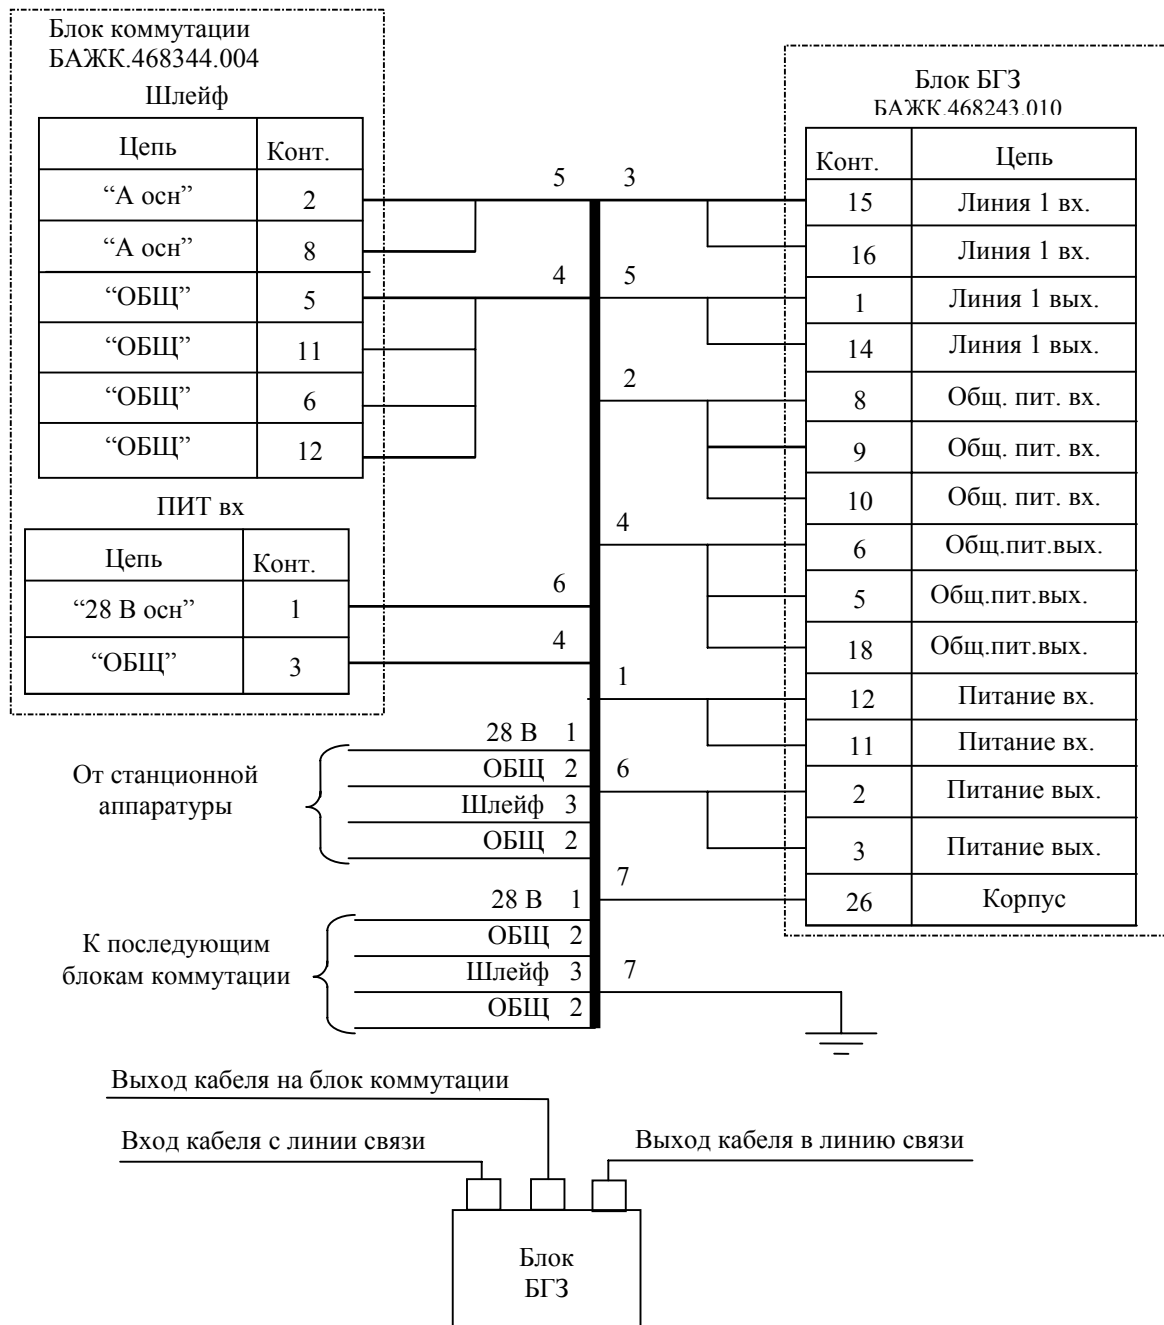 Блок коммутации
БАЖК.468344.004
Шлейф
Цепь Конт.
“А осн” 2
“А осн” 8
“ОБЩ” 5
“ОБЩ” 11
“ОБЩ” 6
“ОБЩ” 12
ПИТ вх
Цепь Конт.
“28 В осн” 1
“ОБЩ” 3
5 3
4 5
2
4
6
4
1
6
7
7
Блок БГЗ
БАЖК.468243.010
Конт. Цепь
15 Линия 1 вх.
16 Линия 1 вх.
1 Линия 1 вых.
14 Линия 1 вых.
8 Общ. пит. вх.
9 Общ. пит. вх.
10 Общ. пит. вх.
6 Общ.пит.вых.
5 Общ.пит.вых.
18 Общ.пит.вых.
12 Питание вх.
11 Питание вх.
2 Питание вых.
3 Питание вых.
26 Корпус
От станционной
аппаратуры
28 В 1
ОБЩ 2
Шлейф 3
ОБЩ 2
К последующим
блокам коммутации
28 В 1
ОБЩ 2
Шлейф 3
ОБЩ 2
Выход кабеля на блок коммутации
Вход кабеля с линии связи
Выход кабеля в линию связи
Блок
БГЗ